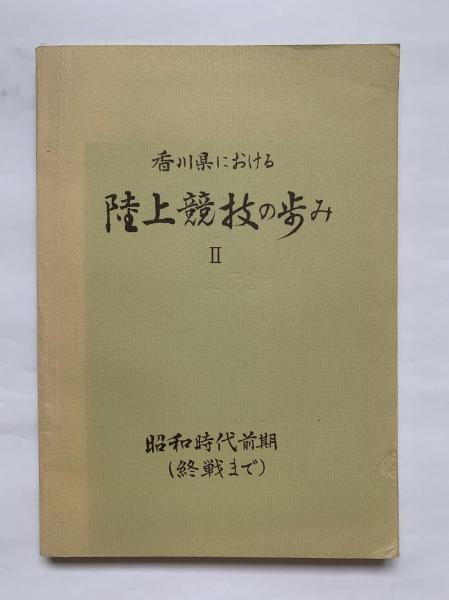 香川県における
陸上競技の歩み
II
昭和時代前期
(終戦まで)